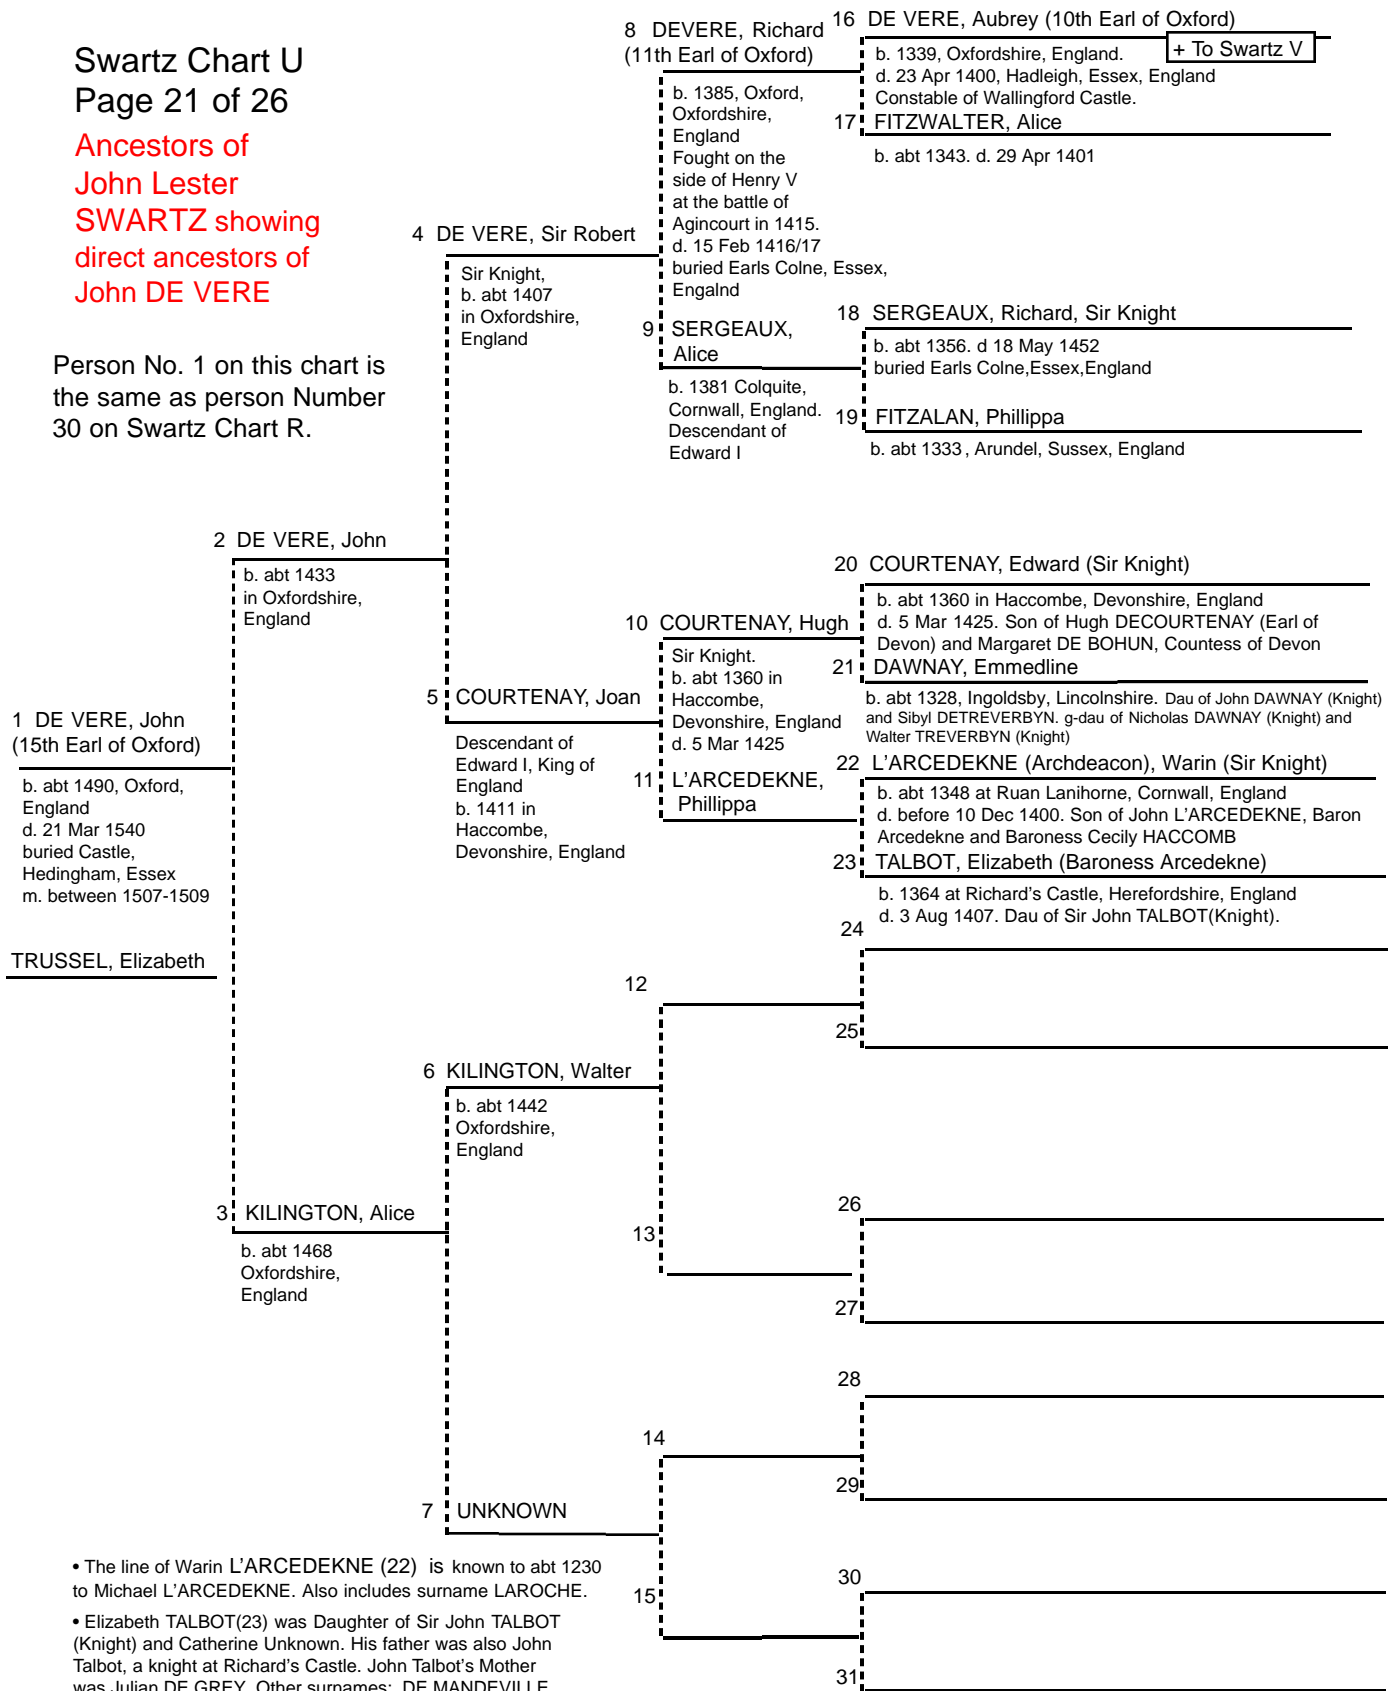 Swartz Chart U
Page 21 of 26
Ancestors of
John Lester
SWARTZ showing
direct ancestors of
John DE VERE
Person No. 1 on this chart is
the same as person Number
30 on Swartz Chart R.
1 DE VERE, John
(15th Earl of Oxford)
b. abt 1490, Oxford,
England
d. 21 Mar 1540
buried Castle,
Hedingham, Essex
m. between 1507-1509
TRUSSEL, Elizabeth
2 DE VERE, John
b. abt 1433
in Oxfordshire,
England
3 KILINGTON, Alice
b. abt 1468
Oxfordshire,
England
4 DE VERE, Sir Robert
Sir Knight,
b. abt 1407
in Oxfordshire,
England
5 COURTENAY, Joan
Descendant of
Edward I, King of
England
b. 1411 in
Haccombe,
Devonshire, England
6 KILINGTON, Walter
b. abt 1442
Oxfordshire,
England
7 UNKNOWN
8 DEVERE, Richard
(11th Earl of Oxford)
b. 1385, Oxford,
Oxfordshire,
England
Fought on the
side of Henry V
at the battle of
Agincourt in 1415.
d. 15 Feb 1416/17
buried Earls Colne, Essex,
Engalnd
9 SERGEAUX,
Alice
b. 1381 Colquite,
Cornwall, England.
Descendant of
Edward I
10 COURTENAY, Hugh
Sir Knight.
b. abt 1360 in
Haccombe,
Devonshire, England
d. 5 Mar 1425
11 L'ARCEDEKNE,
Phillippa
12
13
14
15
16 DE VERE, Aubrey (10th Earl of Oxford)
+ To Swartz V
b. 1339, Oxfordshire, England.
d. 23 Apr 1400, Hadleigh, Essex, England
Constable of Wallingford Castle.
17 FITZWALTER, Alice
b. abt 1343. d. 29 Apr 1401
18 SERGEAUX, Richard, Sir Knight
b. abt 1356. d 18 May 1452
buried Earls Colne,Essex,England
19 FITZALAN, Phillippa
b. abt 1333 , Arundel, Sussex, England
20 COURTENAY, Edward (Sir Knight)
b. abt 1360 in Haccombe, Devonshire, England
d. 5 Mar 1425. Son of Hugh DECOURTENAY (Earl of
Devon) and Margaret DE BOHUN, Countess of Devon
21 DAWNAY, Emmedline
b. abt 1328, Ingoldsby, Lincolnshire. Dau of John DAWNAY (Knight)
and Sibyl DETREVERBYN. g-dau of Nicholas DAWNAY (Knight) and
Walter TREVERBYN (Knight)
22 L'ARCEDEKNE (Archdeacon), Warin (Sir Knight)
b. abt 1348 at Ruan Lanihorne, Cornwall, England
d. before 10 Dec 1400. Son of John L'ARCEDEKNE, Baron
Arcedekne and Baroness Cecily HACCOMB
23 TALBOT, Elizabeth (Baroness Arcedekne)
b. 1364 at Richard's Castle, Herefordshire, England
d. 3 Aug 1407. Dau of Sir John TALBOT(Knight).
24
25
26
27
28
29
30
31
• The line of Warin L'ARCEDEKNE (22) is known to abt 1230
to Michael L'ARCEDEKNE. Also includes surname LAROCHE.
• Elizabeth TALBOT(23) was Daughter of Sir John TALBOT
(Knight) and Catherine Unknown. His father was also John
Talbot, a knight at Richard's Castle. John Talbot's Mother
was Julian DE GREY. Other surnames: DE MANDEVILLE